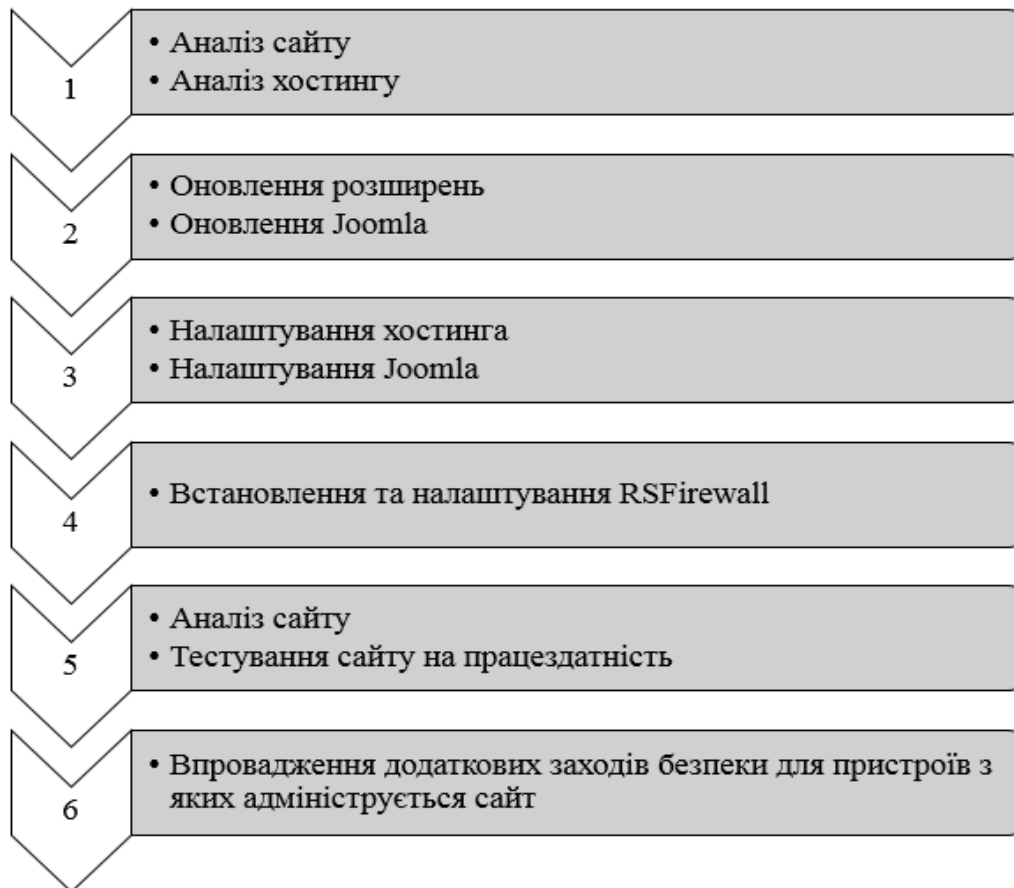 1
• Аналіз сайту
• Аналіз хостингу
2
• Оновлення розширень
• Оновлення Joomla
3
• Налаштування хостинга
• Налаштування Joomla
4
• Встановлення та налаштування RSFirewall
5
• Аналіз сайту
• Тестування сайту на працездатність
6
• Впровадження додаткових заходів безпеки для пристроїв з
яких адмініструється сайт